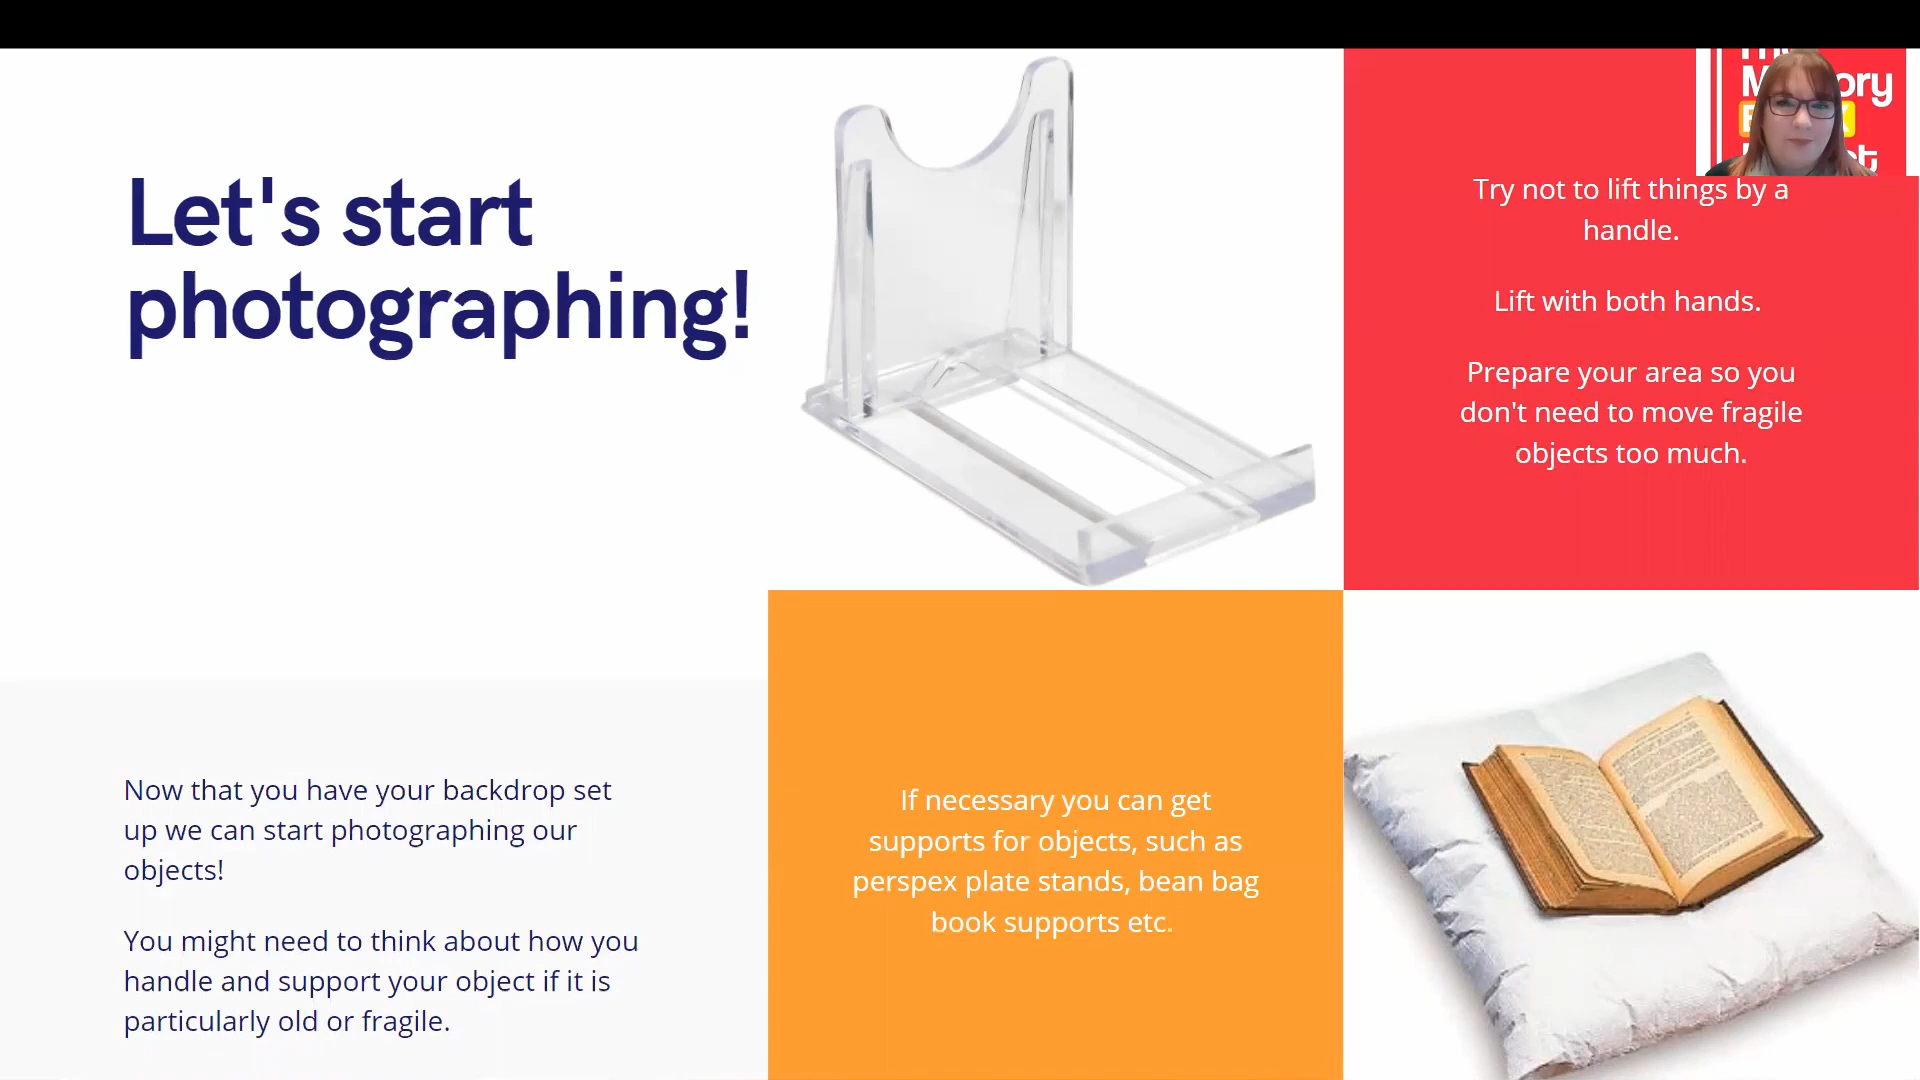 Let's start
photographing!
ory
Try not to lift things by a
handle.
Lift with both hands.
Prepare your area so you
don't need to move fragile
objects too much.
Now that you have your backdrop set
up we can start photographing our
objects!
You might need to think about how you
handle and support your object if it is
particularly old or fragile.
If necessary you can get
supports for objects, such as
perspex plate stands, bean bag
book supports etc.